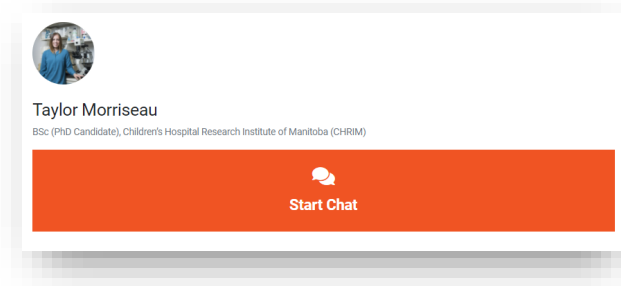 Taylor Morriseau
BSc (PhD Candidate), Children's Hospital Research Institute of Manitoba (CHRIM)
Start Chat